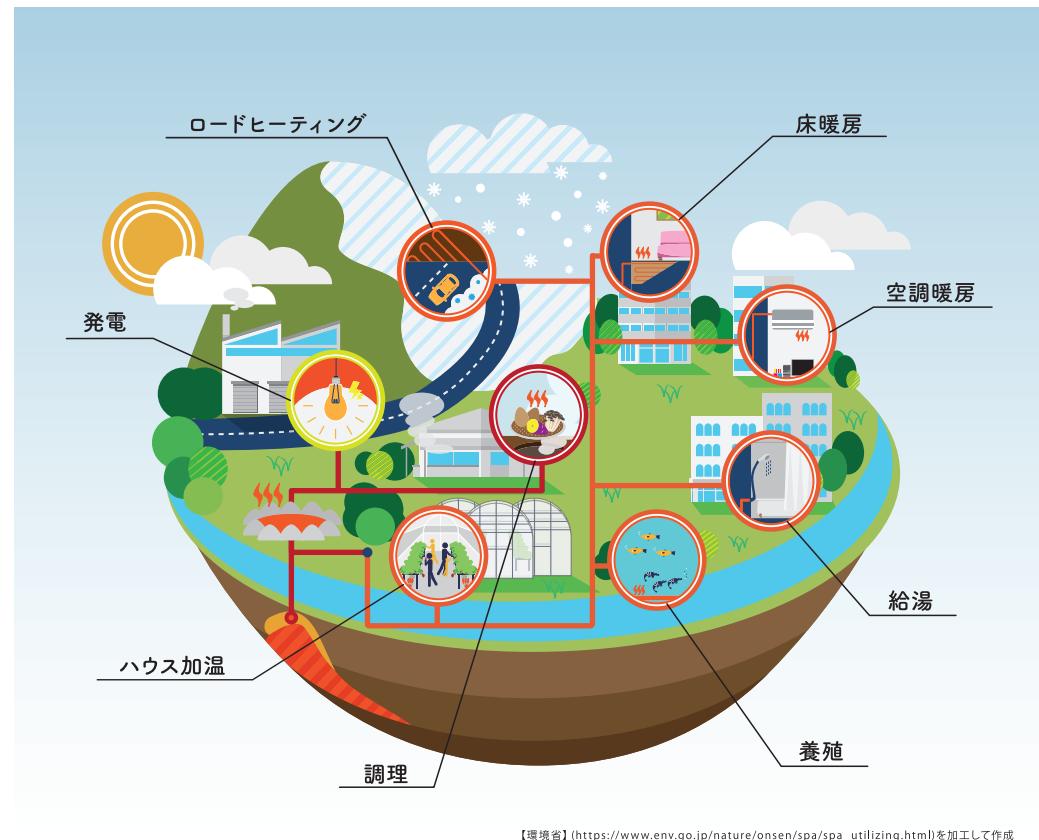 ロードヒーティング
床暖房
空調暖房
発電
給湯
ハウス加温
養殖
調理
【環境省】(https://www.env.go.jp/nature/onsen/spa/spa_utilizing.html)を加工して作成